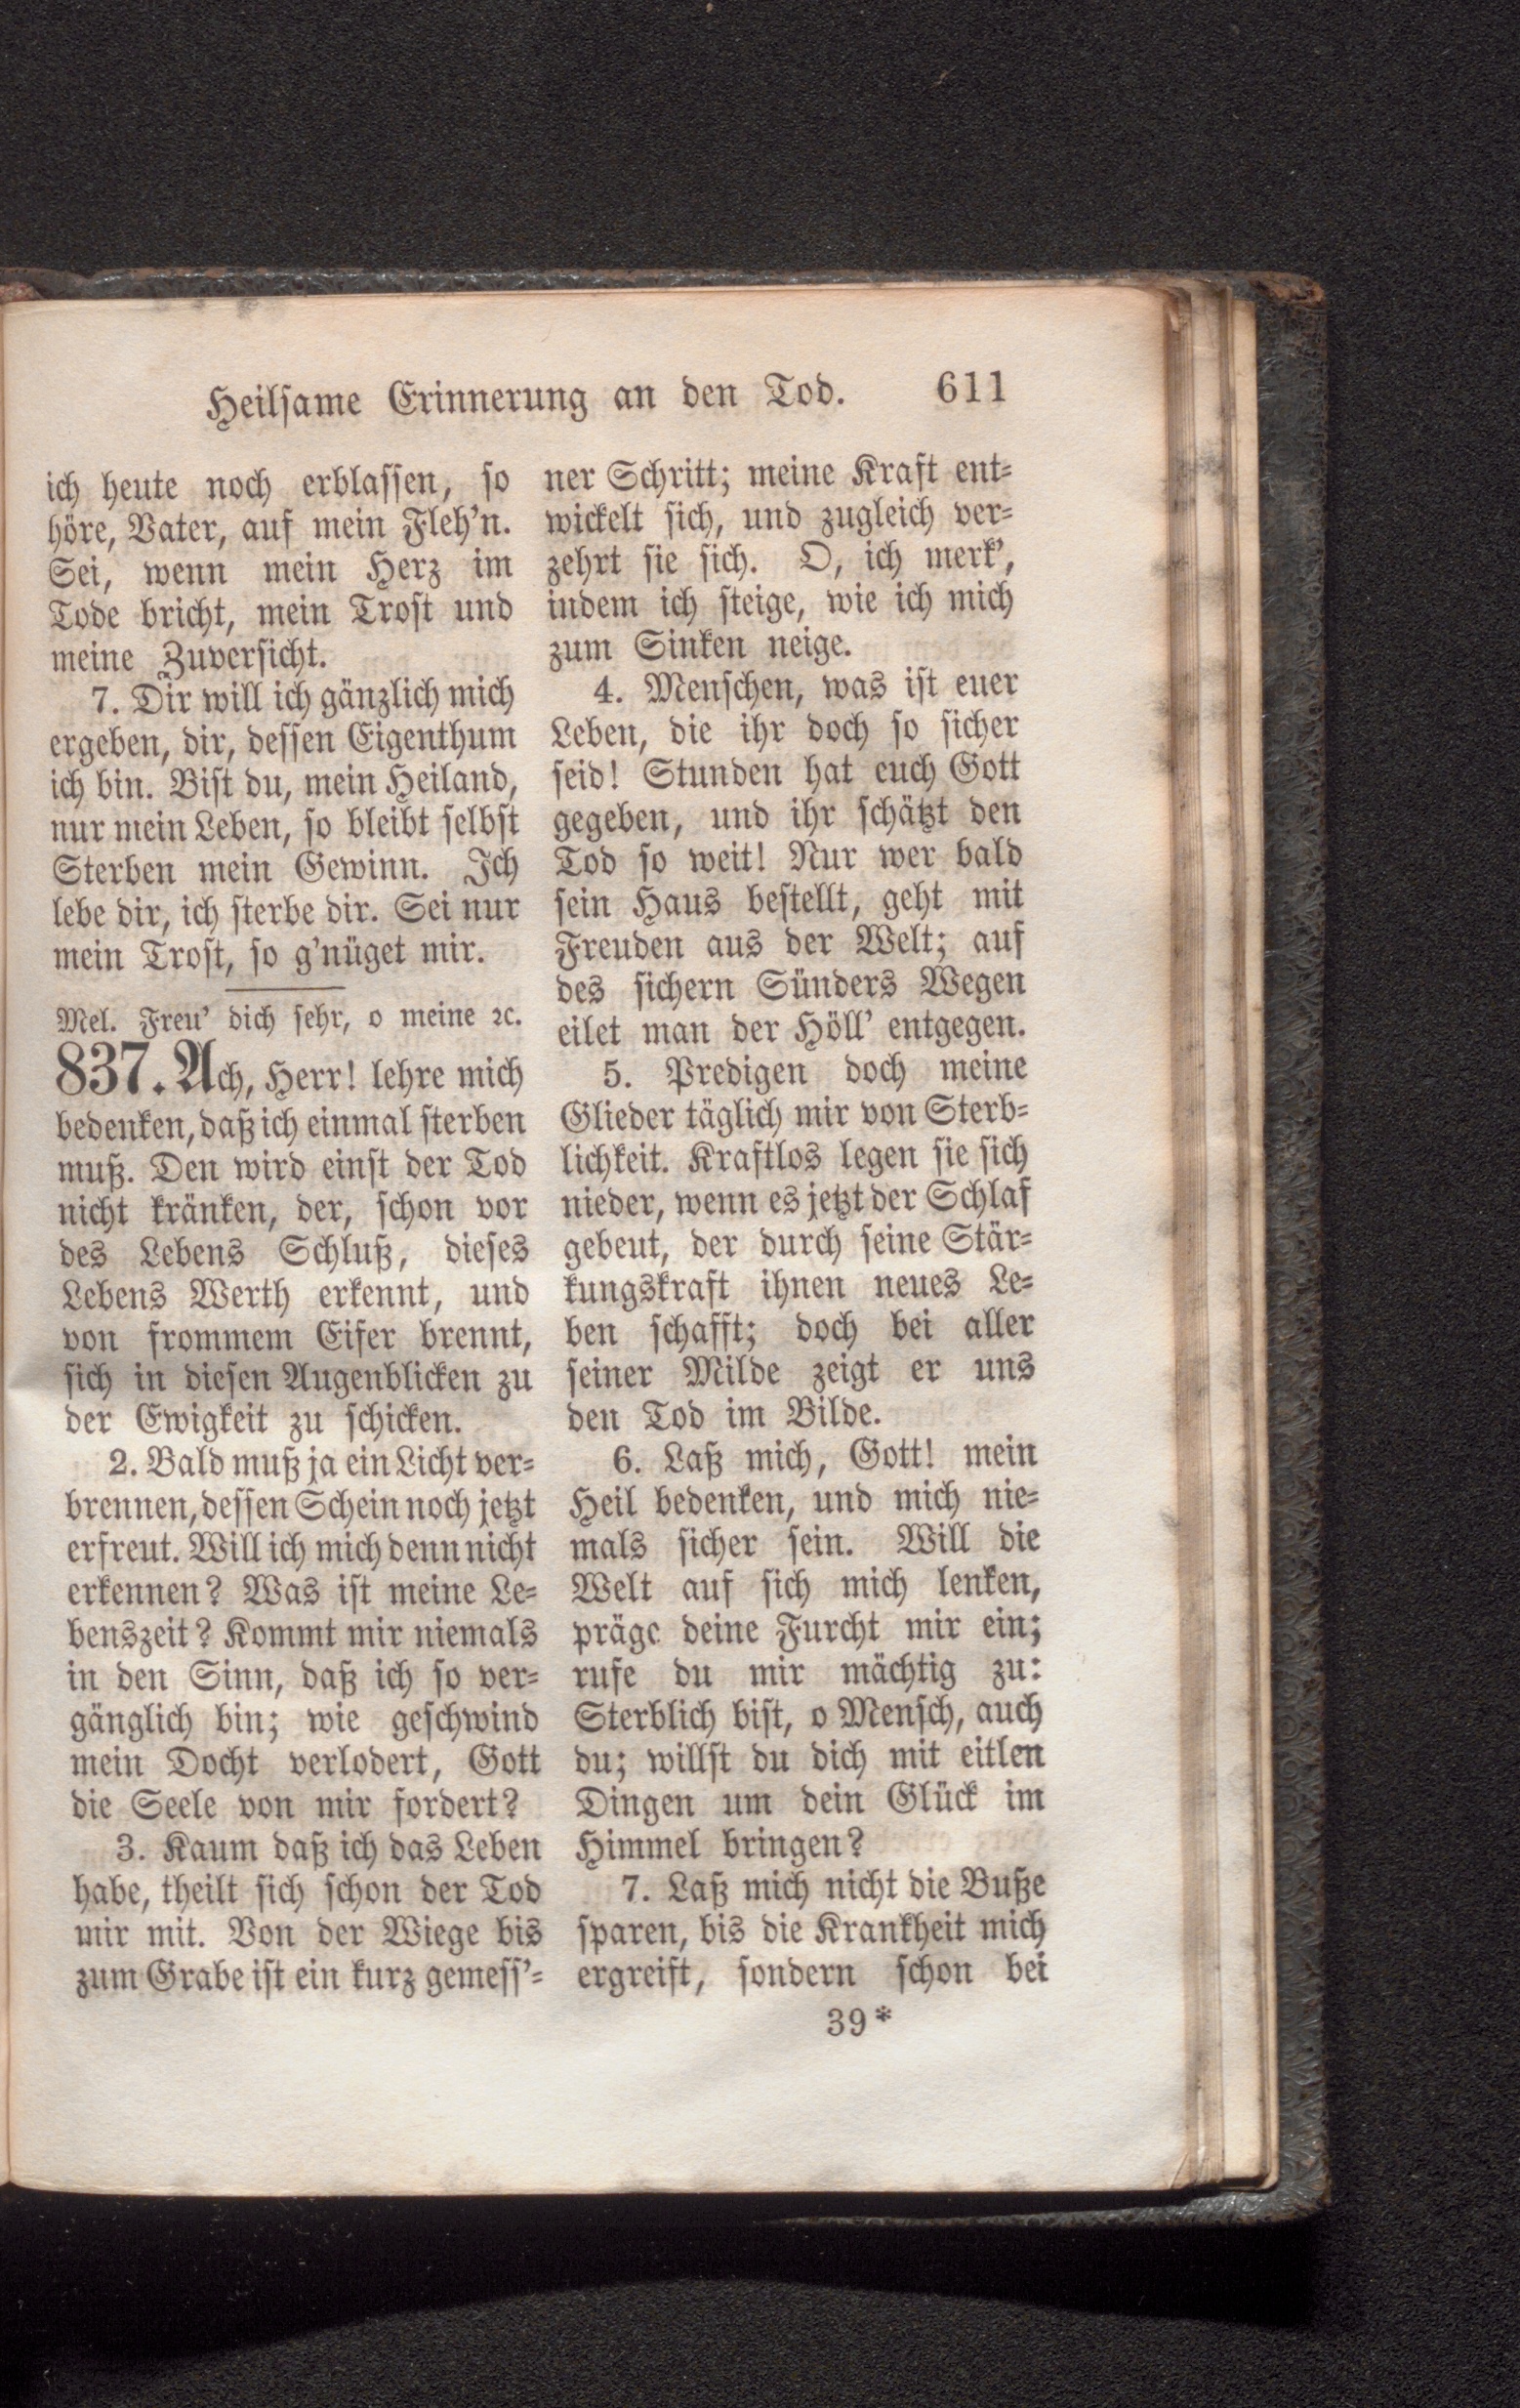 Heilsame Erinnerung an den Tod. 611
ich heute noch erblassen, so
höre, Vater, auf mein Fleh'n.
Sei, wenn mein Herz im
Tode bricht, mein Trost und
meine Zuversicht.
7. Dir will ich gänzlich mich
ergeben, dir, dessen Eigenthum
ich bin. Bist du, mein Heiland,
nur mein Leben, so bleibt selbst
Sterben mein Gewinn. Ich
lebe dir, ich sterbe dir. Sei nur
mein Trost, so g'nüget mir.
Mel. Freu' dich sehr, o meine ꝛc.
837. Ach, Herr! lehre mich
bedenken, daß ich einmal sterben
muß. Den wird einst der Tod
nicht kränken, der, schon vor
des Lebens Schluß, dieses
Lebens Werth erkennt, und
von frommem Eifer brennt,
sich in diesen Augenblicken zu
der Ewigkeit zu schicken.
2. Bald muß ja ein Licht ver-
brennen, dessen Schein noch jetzt
erfreut. Will ich mich denn nicht
erkennen? Was ist meine Le-
benszeit? Kommt mir niemals
in den Sinn, daß ich so ver-
gänglich bin; wie geschwind
mein Docht verlodert, Gott
die Seele von mir fordert?
3. Kaum daß ich das Leben
habe, theilt sich schon der Tod
mir mit. Von der Wiege bis
zum Grabe ist ein kurz gemess'-
ner Schritt; meine Kraft ent-
wickelt sich, und zugleich ver-
zehrt sie sich. O, ich merk',
indem ich steige, wie ich mich
zum Sinken neige.
4. Menschen, was ist euer
Leben, die ihr doch so sicher
seid! Stunden hat euch Gott
gegeben, und ihr schätzt den
Tod so weit! Nur wer bald
sein Haus bestellt, geht mit
Freuden aus der Welt; auf
des sichern Sünders Wegen
eilet man der Höll' entgegen.
5. Predigen doch meine
Glieder täglich mir von Sterb-
lichkeit. Kraftlos legen sie sich
nieder, wenn es jetzt der Schlaf
gebeut, der durch seine Stär-
kungskraft ihnen neues Le-
ben schafft; doch bei aller
seiner Milde zeigt er uns
den Tod im Bilde.
6. Laß mich, Gott! mein
Heil bedenken, und mich nie-
mals sicher sein. Will die
Welt auf sich mich lenken,
präge deine Furcht mir ein;
rufe du mir mächtig zu:
Sterblich bist, o Mensch, auch
du; willst du dich mit eitlen
Dingen um dein Glück im
Himmel bringen?
7. Laß mich nicht die Buße
sparen, bis die Krankheit mich
ergreift, sondern schon bei
39*